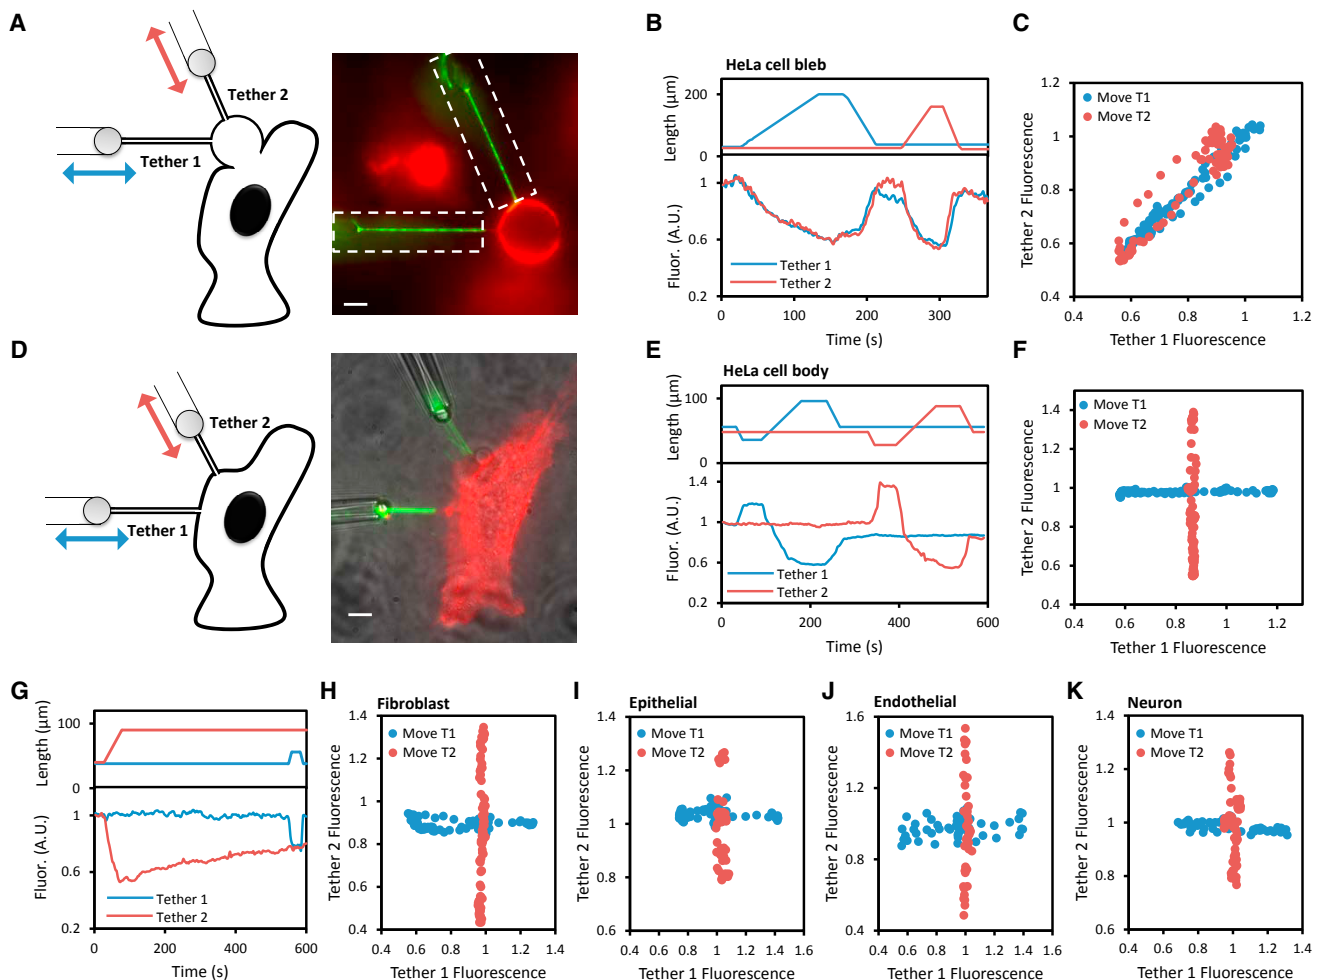 A
Tether 2
Tether 1
B
HeLa cell bleb
Length (μm)
200
0
Fluor. (A.U.)
1
0.6
0.2
Tether 1
Tether 2
0
100
200
300
Time (s)
C
Tether 2 Fluorescence
1.2
1
0.8
0.6
0.4
Move T1
Move T2
0.4
0.6
0.8
1
1.2
Tether 1 Fluorescence
D
Tether 2
Tether 1
E
HeLa cell body
Length (μm)
100
0
Fluor. (A.U.)
1.4
1
0.6
0.2
Tether 1
Tether 2
0
200
400
600
Time (s)
F
Tether 2 Fluorescence
1.4
1.2
1
0.8
0.6
0.4
Move T1
Move T2
0.4
0.6
0.8
1
1.2
Tether 1 Fluorescence
G
Length (μm)
100
0
Fluor. (A.U.)
1
0.6
0.2
Tether 1
Tether 2
0
200
400
600
Time (s)
H
Fibroblast
Tether 2 Fluorescence
1.4
1.2
1
0.8
0.6
0.4
Move T1
Move T2
0.4
0.6
0.8
1
1.2
1.4
Tether 1 Fluorescence
I
Epithelial
Tether 2 Fluorescence
1.4
1.2
1
0.8
0.6
Move T1
Move T2
0.4
0.6
0.8
1
1.2
1.4
1.6
Tether 1 Fluorescence
J
Endothelial
Tether 2 Fluorescence
1.6
1.2
0.8
0.4
Move T1
Move T2
0.4
0.6
0.8
1
1.2
1.4
1.6
Tether 1 Fluorescence
K
Neuron
Tether 2 Fluorescence
1.4
1.2
1
0.8
0.6
Move T1
Move T2
0.4
0.6
0.8
1
1.2
1.4
Tether 1 Fluorescence